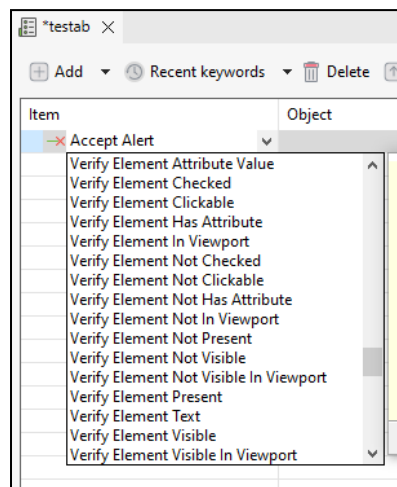 *testab
Add Recent keywords Delete
Item Object
Accept Alert
Verify Element Attribute Value
Verify Element Checked
Verify Element Clickable
Verify Element Has Attribute
Verify Element In Viewport
Verify Element Not Checked
Verify Element Not Clickable
Verify Element Not Has Attribute
Verify Element Not In Viewport
Verify Element Not Present
Verify Element Not Visible
Verify Element Not Visible In Viewport
Verify Element Present
Verify Element Text
Verify Element Visible
Verify Element Visible In Viewport